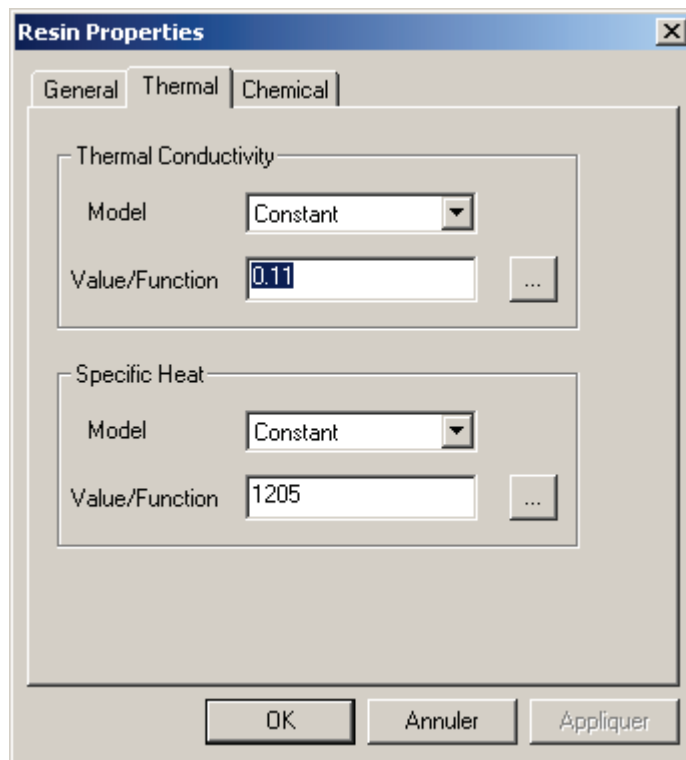 Resin Properties
General Thermal Chemical
Thermal Conductivity
Model Constant
Value/Function 0.11 ...
Specific Heat
Model Constant
Value/Function 1205 ...
OK Annuler Appliquer